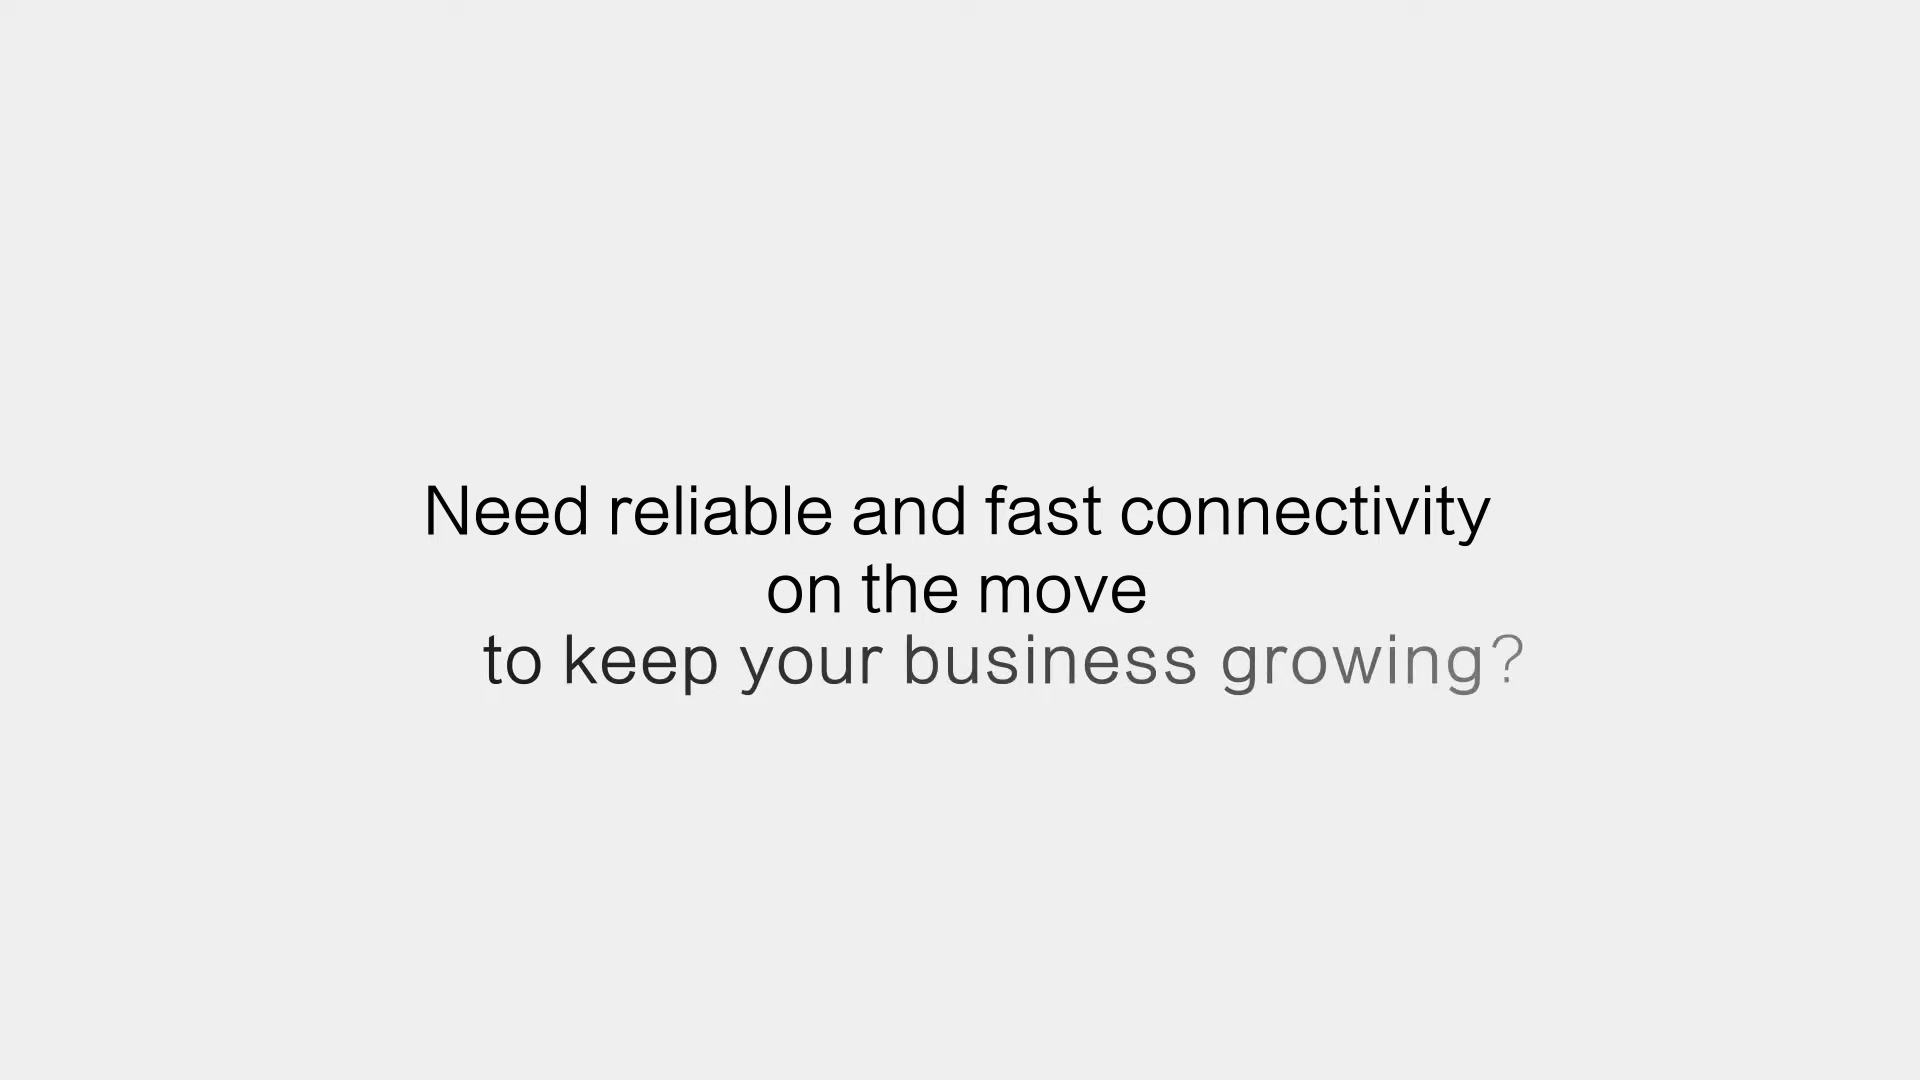 Need reliable and fast connectivity
on the move
to keep your business growing?